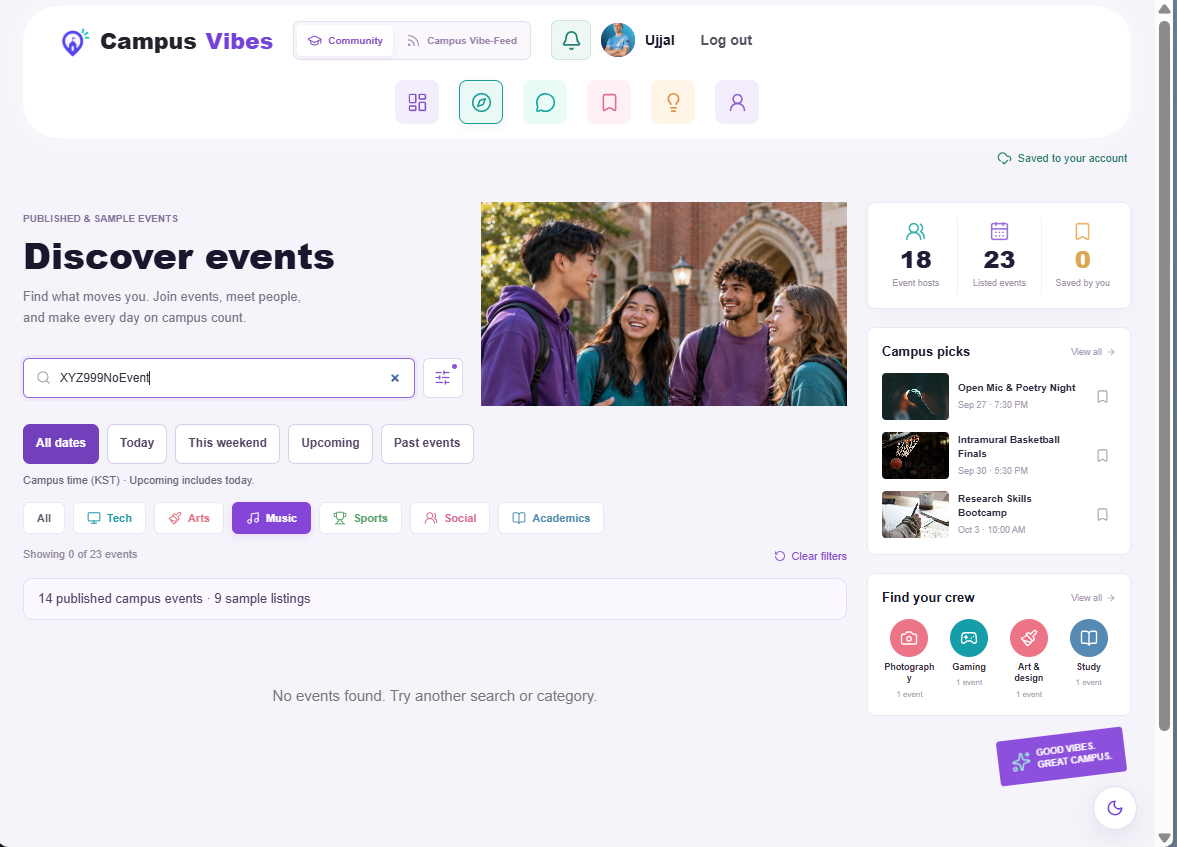 Campus Vibes
Community
Campus Vibe-Feed
Ujjal
Log out
Saved to your account
PUBLISHED & SAMPLE EVENTS
Discover events
Find what moves you. Join events, meet people,
and make every day on campus count.
XYZ999NoEvent
All dates
Today
This weekend
Upcoming
Past events
Campus time (KST) · Upcoming includes today.
All
Tech
Arts
Music
Sports
Social
Academics
Showing 0 of 23 events
Clear filters
14 published campus events · 9 sample listings
No events found. Try another search or category.
18
Event hosts
23
Listed events
0
Saved by you
Campus picks
View all →
Open Mic & Poetry Night
Sep 27 · 7:30 PM
Intramural Basketball
Finals
Sep 30 · 5:30 PM
Research Skills
Bootcamp
Oct 3 · 10:00 AM
Find your crew
View all →
Photograph
y
1 event
Gaming
1 event
Art &
design
1 event
Study
1 event
GOOD VIBES.
GREAT CAMPUS.